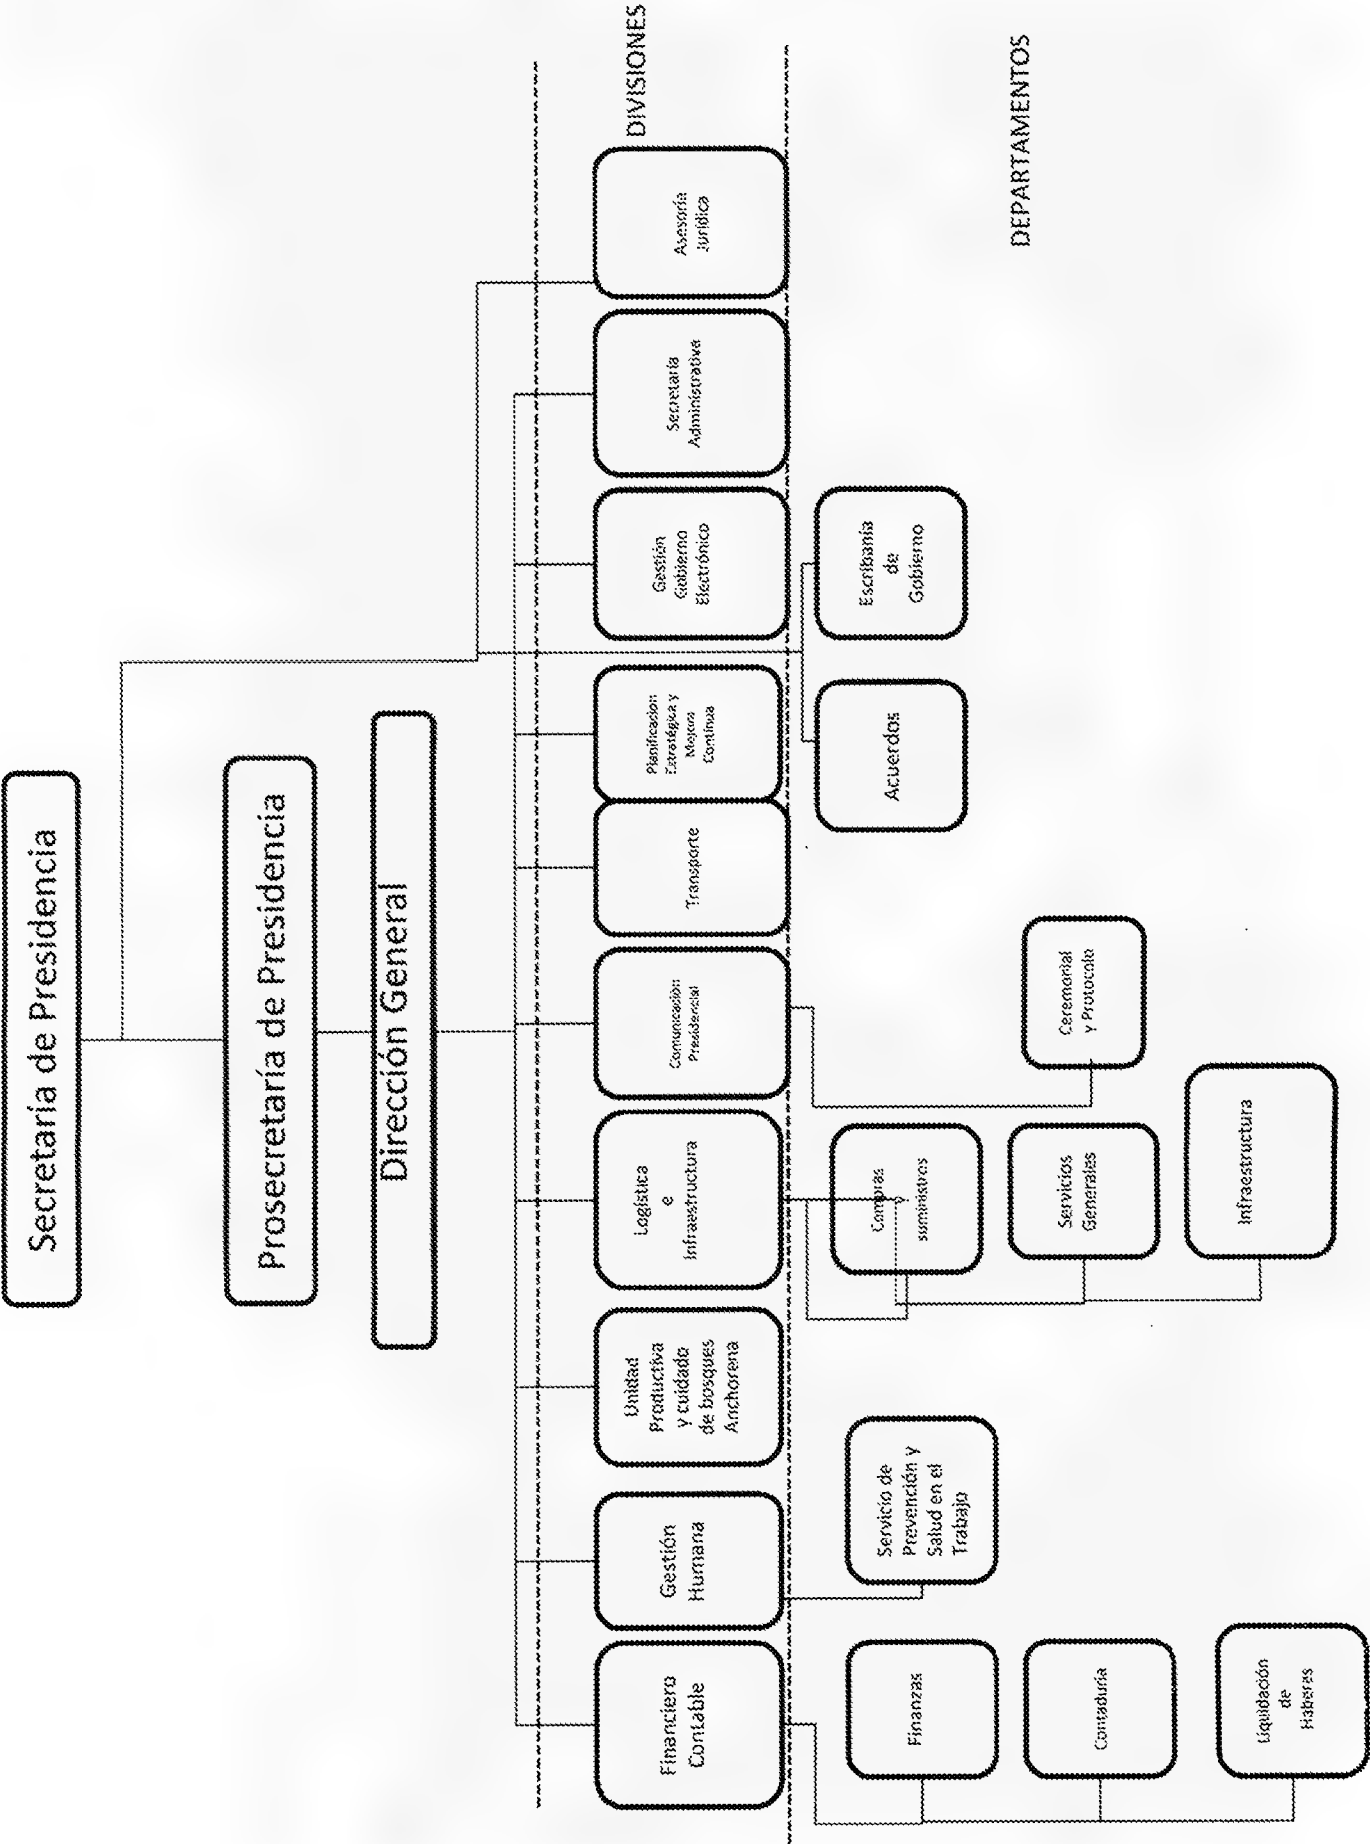 Secretaría de Presidencia
Prosecretaría de Presidencia
Dirección General
DIVISIONES
Financiero
Contable
Gestión
Humana
Unidad
Productiva
y cuidado
de bosques
Anchorena
Logística
e
Infraestructura
Comunicación
Presidencial
Transporte
Planificacion
Estratégica y
Mejora
Continua
Gestión
Gobierno
Electrónico
Secretaría
Administrativa
Asesoría
Jurídica
DEPARTAMENTOS
Finanzas
Contaduría
Liquidación
de
Haberes
Servicio de
Prevención y
Salud en el
Trabajo
Compras
suministros
Servicios
Generales
Infraestructura
Ceremonial
y Protocolo
Acuerdos
Escribanía
de
Gobierno